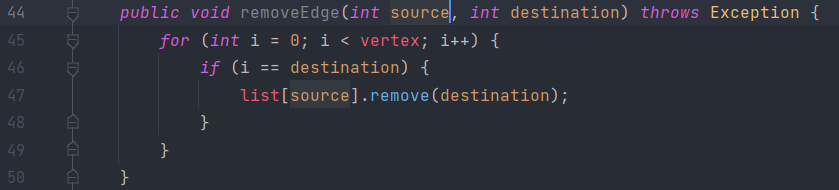 44 public void removeEdge(int source, int destination) throws Exception {
45 for (int i = 0; i < vertex; i++) {
46 if (i == destination) {
47 list[source].remove(destination);
48 }
49 }
50 }